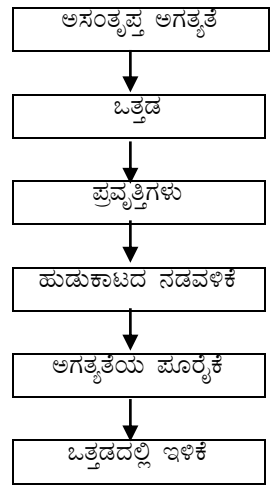 ಅಸಂತೃಪ್ತ ಅಗತ್ಯತೆ
ಒತ್ತಡ
ಪ್ರವೃತ್ತಿಗಳು
ಹುಡುಕಾಟದ ನಡವಳಿಕೆ
ಅಗತ್ಯತೆಯ ಪೂರೈಕೆ
ಒತ್ತಡದಲ್ಲಿ ಇಳಿಕೆ